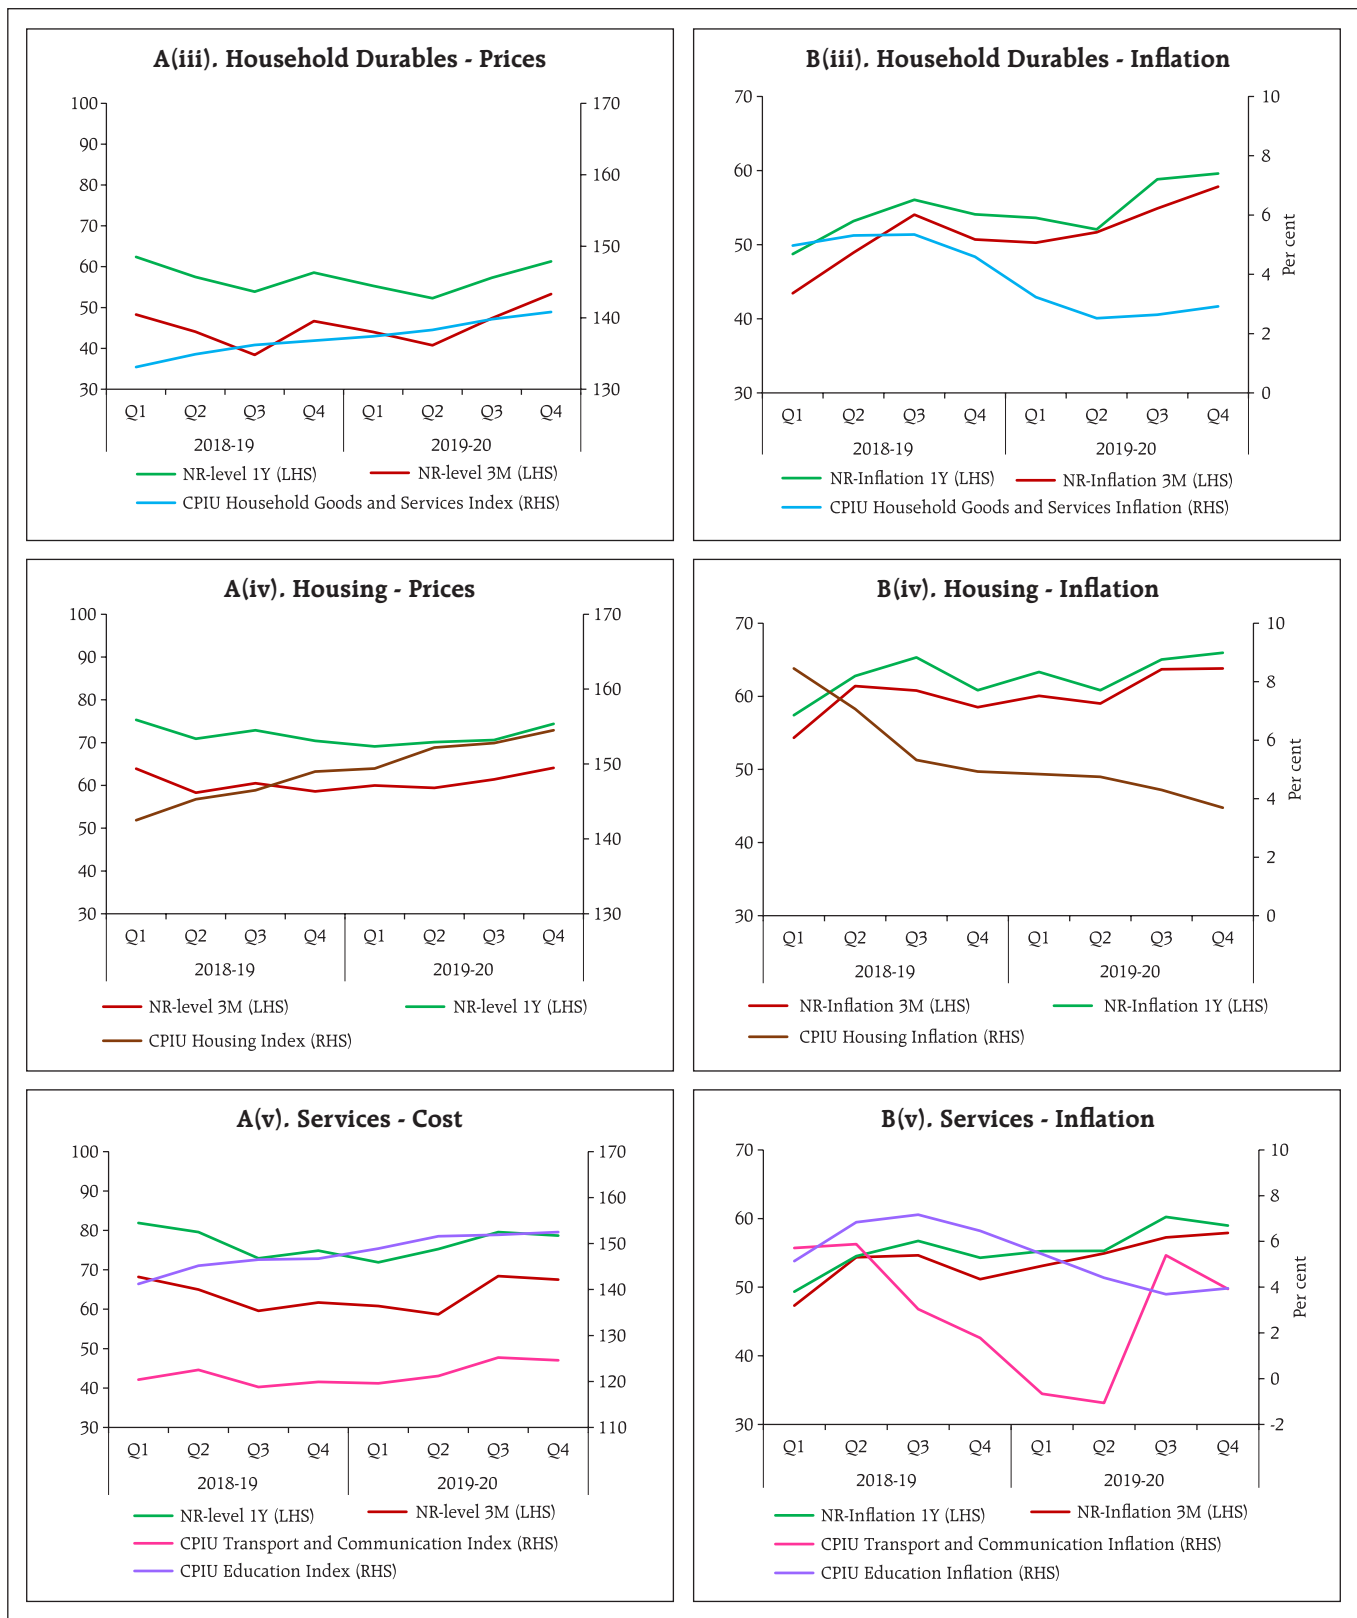 A(iii). Household Durables - Prices
100
90
80
70
60
50
40
30
170
160
150
140
130
Q1 Q2 Q3 Q4 Q1 Q2 Q3 Q4
2018-19 2019-20
NR-level 1Y (LHS) NR-level 3M (LHS)
CPIU Household Goods and Services Index (RHS)
B(iii). Household Durables - Inflation
70
60
50
40
30
10
8
6
4
2
0
Per cent
Q1 Q2 Q3 Q4 Q1 Q2 Q3 Q4
2018-19 2019-20
NR-Inflation 1Y (LHS) NR-Inflation 3M (LHS)
CPIU Household Goods and Services Inflation (RHS)
A(iv). Housing - Prices
100
90
80
70
60
50
40
30
170
160
150
140
130
Q1 Q2 Q3 Q4 Q1 Q2 Q3 Q4
2018-19 2019-20
NR-level 3M (LHS) NR-level 1Y (LHS)
CPIU Housing Index (RHS)
B(iv). Housing - Inflation
70
60
50
40
30
10
8
6
4
2
0
Per cent
Q1 Q2 Q3 Q4 Q1 Q2 Q3 Q4
2018-19 2019-20
NR-Inflation 3M (LHS) NR-Inflation 1Y (LHS)
CPIU Housing Inflation (RHS)
A(v). Services - Cost
100
90
80
70
60
50
40
30
170
160
150
140
130
120
110
Q1 Q2 Q3 Q4 Q1 Q2 Q3 Q4
2018-19 2019-20
NR-level 1Y (LHS) NR-level 3M (LHS)
CPIU Transport and Communication Index (RHS)
CPIU Education Index (RHS)
B(v). Services - Inflation
70
60
50
40
30
10
8
6
4
2
0
-2
Per cent
Q1 Q2 Q3 Q4 Q1 Q2 Q3 Q4
2018-19 2019-20
NR-Inflation 1Y (LHS) NR-Inflation 3M (LHS)
CPIU Transport and Communication Inflation (RHS)
CPIU Education Inflation (RHS)